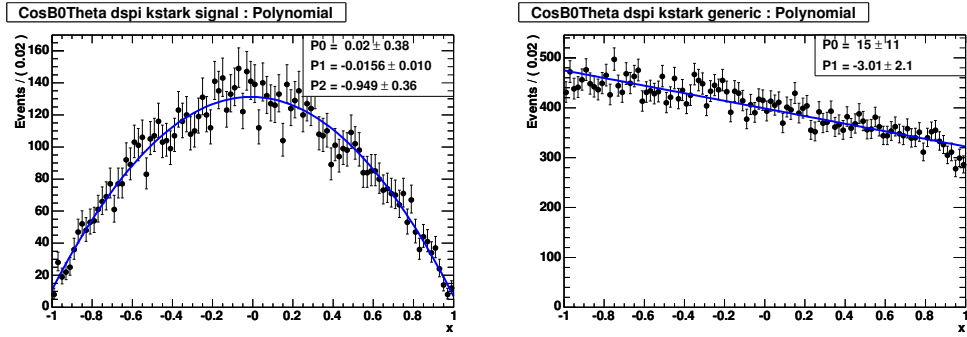 CosB0Theta dspi kstark signal : Polynomial
Events / ( 0.02 )
160
140
120
100
80
60
40
20
0
P0 = 0.02 ± 0.38
P1 = -0.0156 ± 0.010
P2 = -0.949 ± 0.36
-1 -0.8 -0.6 -0.4 -0.2 -0 0.2 0.4 0.6 0.8 1
x
CosB0Theta dspi kstark generic : Polynomial
Events / ( 0.02 )
500
400
300
200
100
0
P0 = 15 ± 11
P1 = -3.01 ± 2.1
-1 -0.8 -0.6 -0.4 -0.2 -0 0.2 0.4 0.6 0.8 1
x